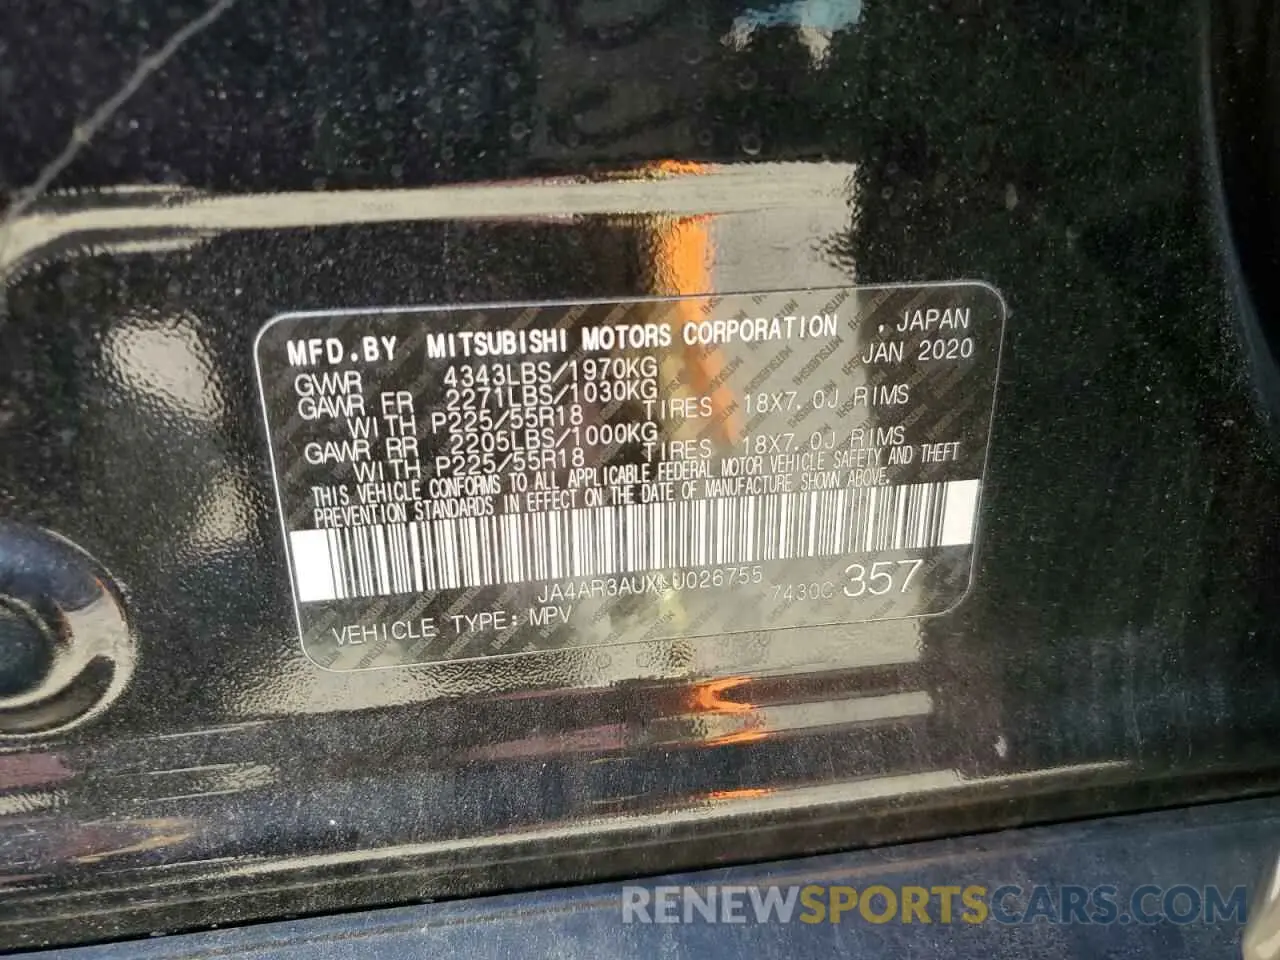 MFD.BY MITSUBISHI MOTORS CORPORATION , JAPAN
GVWR 4343LBS/1970KG JAN 2020
GAWR FR 2271LBS/1030KG
WITH P225/55R18 TIRES 18X7.0J RIMS
GAWR RR 2205LBS/1000KG
WITH P225/55R18 TIRES 18X7.0J RIMS
THIS VEHICLE CONFORMS TO ALL APPLICABLE FEDERAL MOTOR VEHICLE SAFETY AND THEFT
PREVENTION STANDARDS IN EFFECT ON THE DATE OF MANUFACTURE SHOWN ABOVE.
7430C 357
VEHICLE TYPE: MPV
RENEWSPORTSCARS.COM